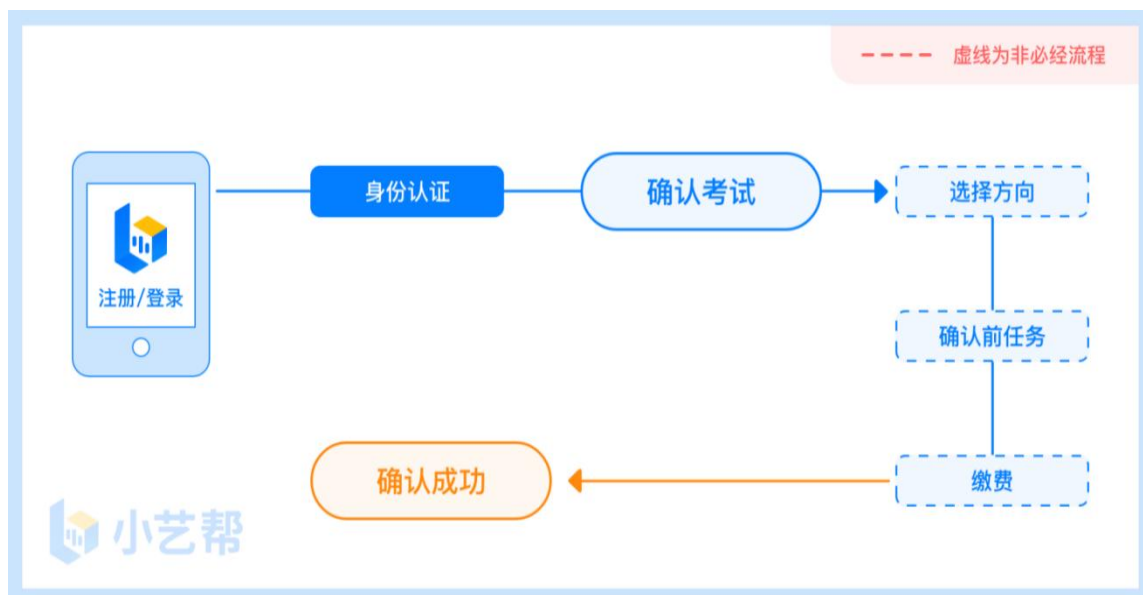 虚线为非必经流程
注册/登录
身份认证
确认考试
选择方向
确认前任务
缴费
确认成功
小艺帮